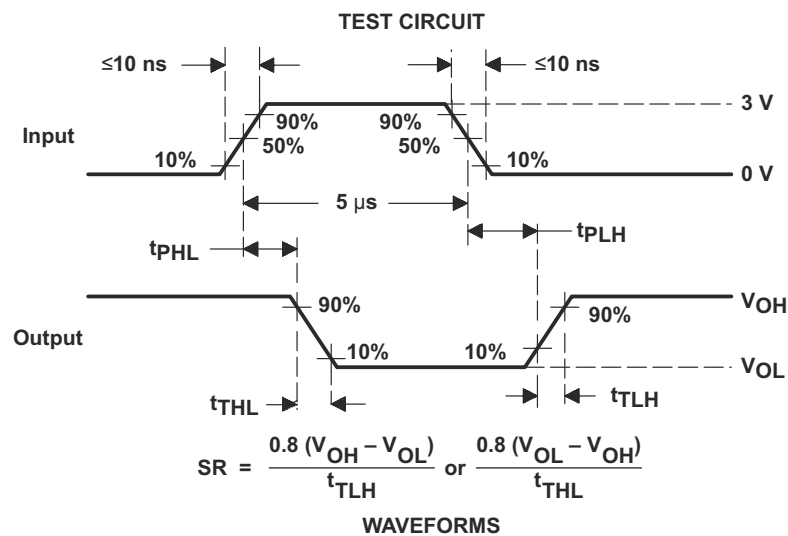 TEST CIRCUIT
≤10 ns ≤10 ns
3 V
90% 90%
Input 50% 50%
10% 10%
0 V
5 µs
tPHL tPLH
90% VOH
90%
Output
10% 10%
VOL
tTHL tTLH
SR = 0.8 (VOH – VOL) / tTLH or 0.8 (VOL – VOH) / tTHL
WAVEFORMS